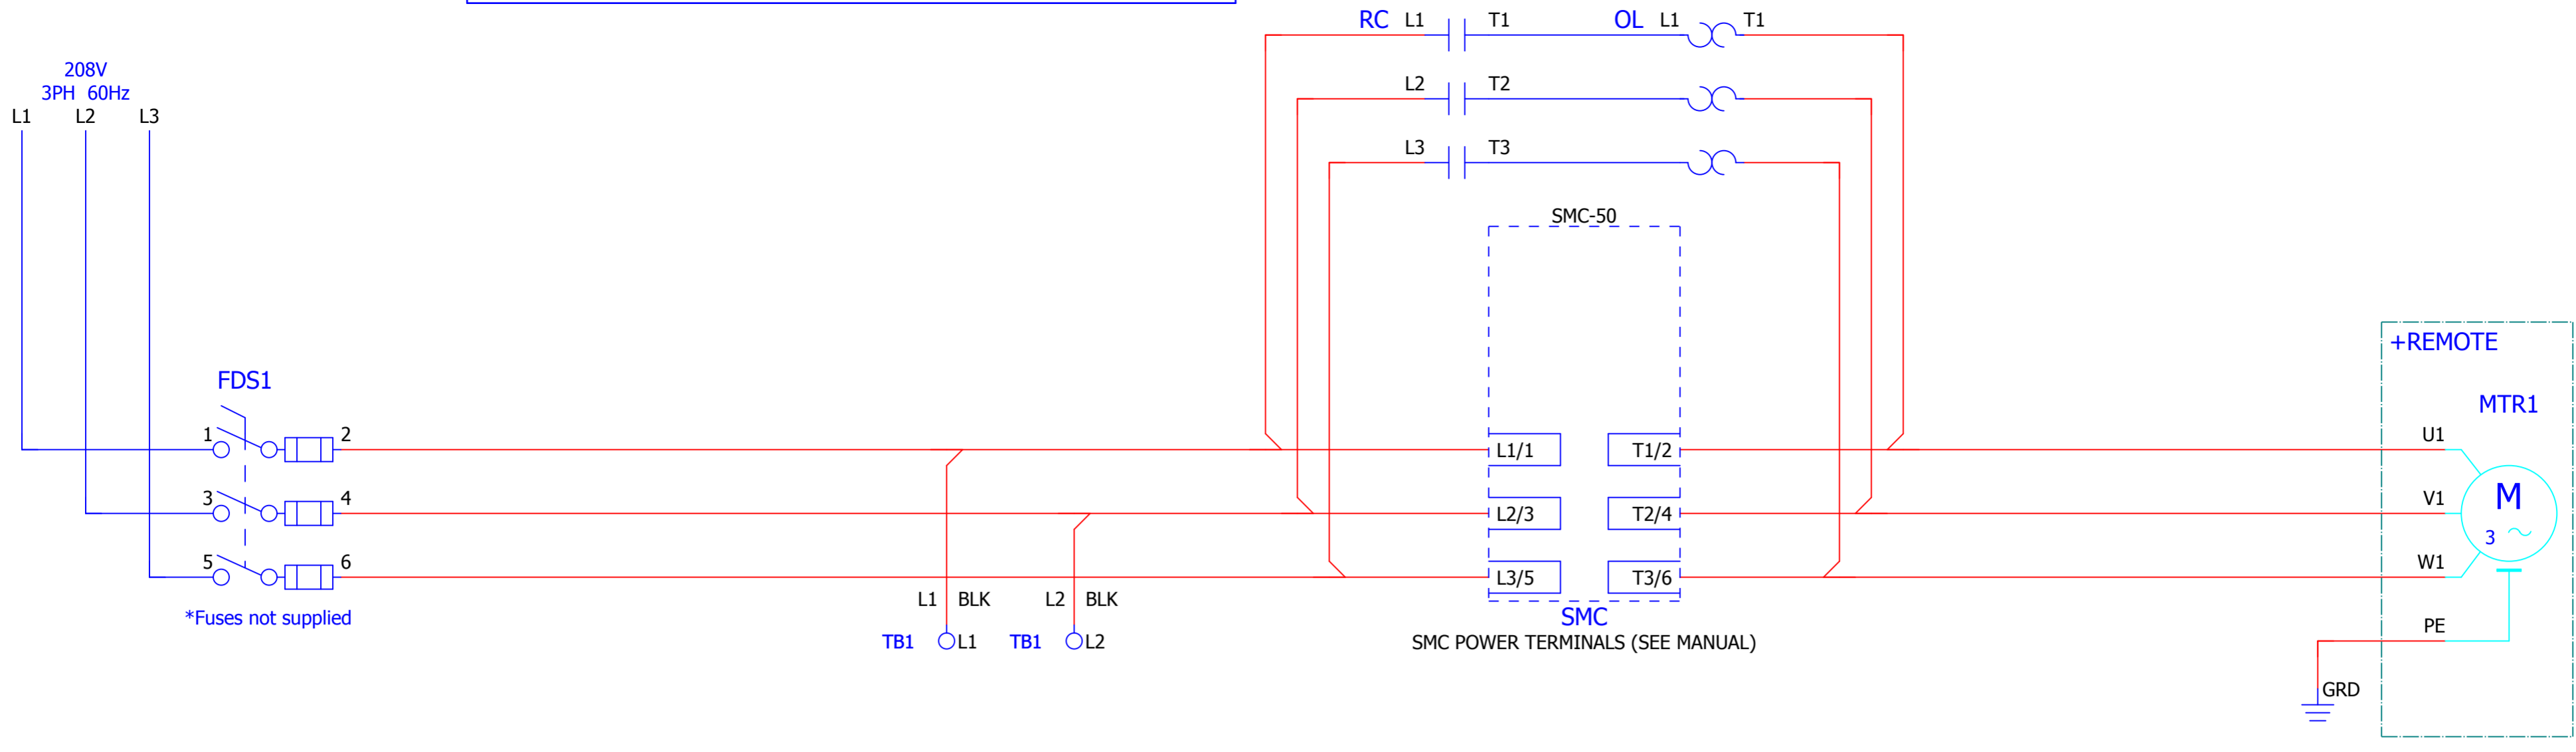 RC L1 T1 OL L1 T1
208V
3PH 60Hz
L1 L2 L3
L2 T2
L3 T3
SMC-50
+REMOTE
FDS1
MTR1
1 2 L1/1 T1/2 U1
3 4 L2/3 T2/4 V1
M
3
5 6 L3/5 T3/6 W1
*Fuses not supplied
L1 BLK L2 BLK
SMC
TB1 L1 TB1 L2
SMC POWER TERMINALS (SEE MANUAL)
PE
GRD